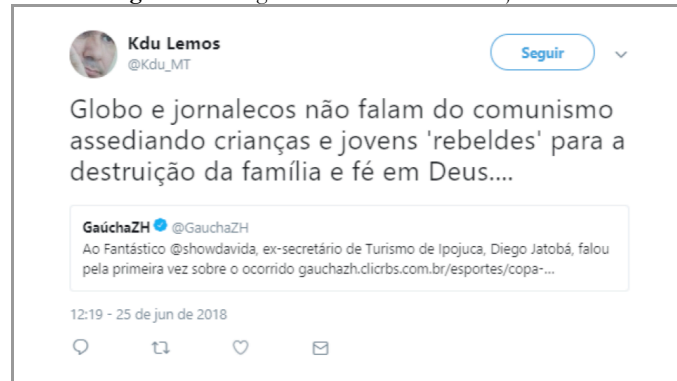 Kdu Lemos
@Kdu_MT
Seguir
Globo e jornalecos não falam do comunismo
assediando crianças e jovens 'rebeldes' para a
destruição da família e fé em Deus....
GaúchaZH @GauchaZH
Ao Fantástico @showdavida, ex-secretário de Turismo de Ipojuca, Diego Jatobá, falou
pela primeira vez sobre o ocorrido gauchazh.clicrbs.com.br/esportes/copa-...
12:19 - 25 de jun de 2018